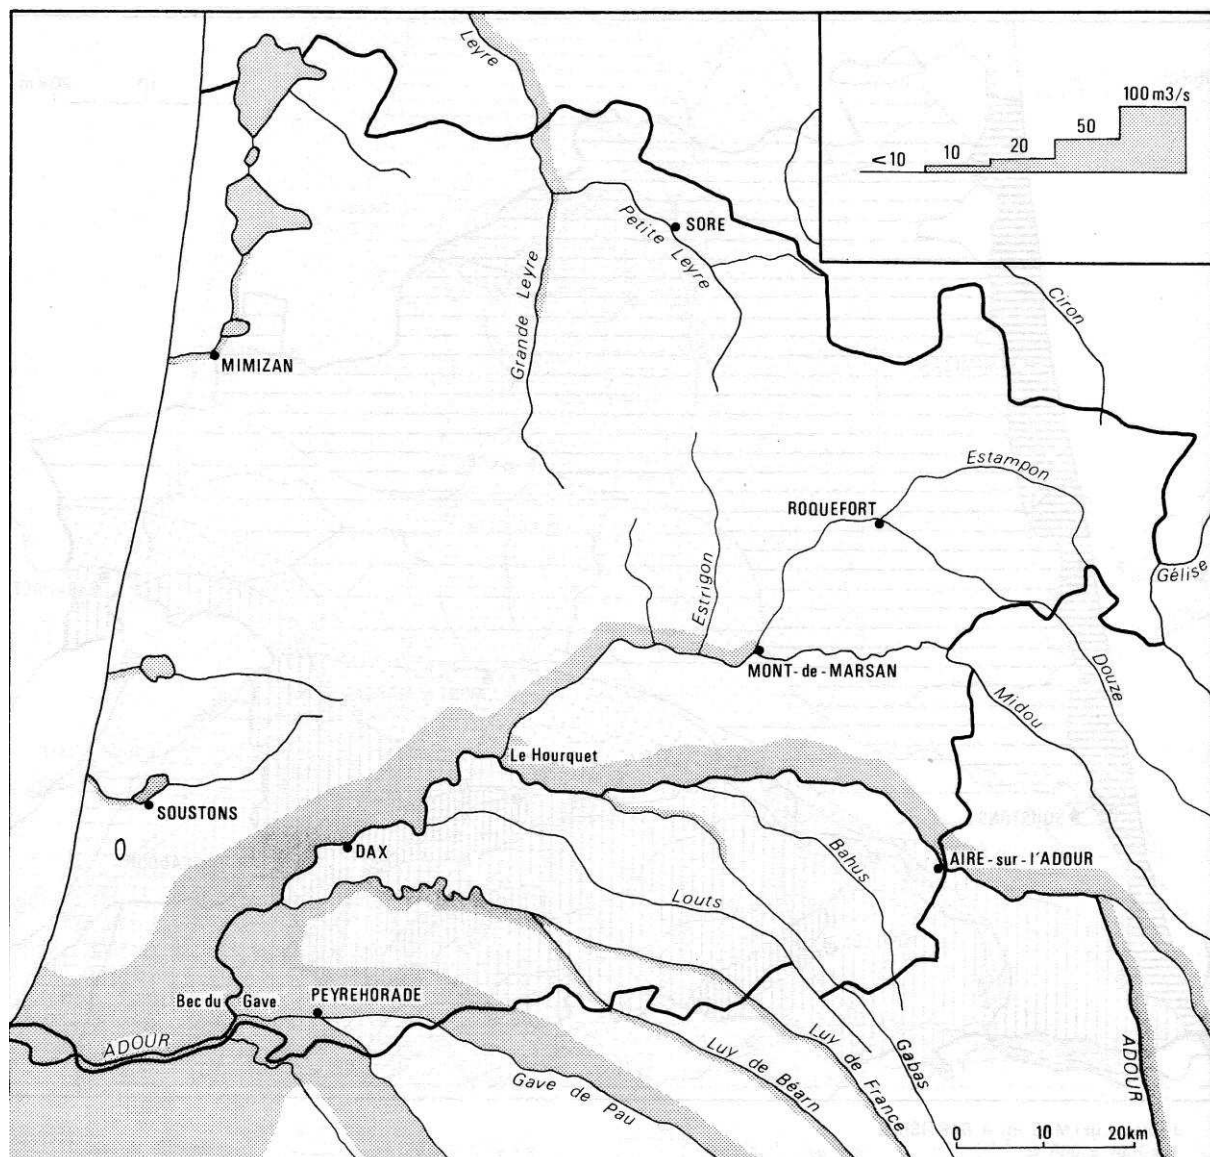 Leyre
100 m3/s
50
20
10
< 10
SORE
Petite Leyre
Grande Leyre
Ciron
MIMIZAN
Estampon
ROQUEFORT
Gélise
Estrigon
MONT-de-MARSAN
Douze
Midou
Le Hourquet
SOUSTONS
DAX
Bahus
AIRE-sur-l'ADOUR
Louts
Bec du Gave
PEYREHORADE
ADOUR
Luy de Béarn
Luy de France
Gabas
ADOUR
Gave de Pau
0 10 20km